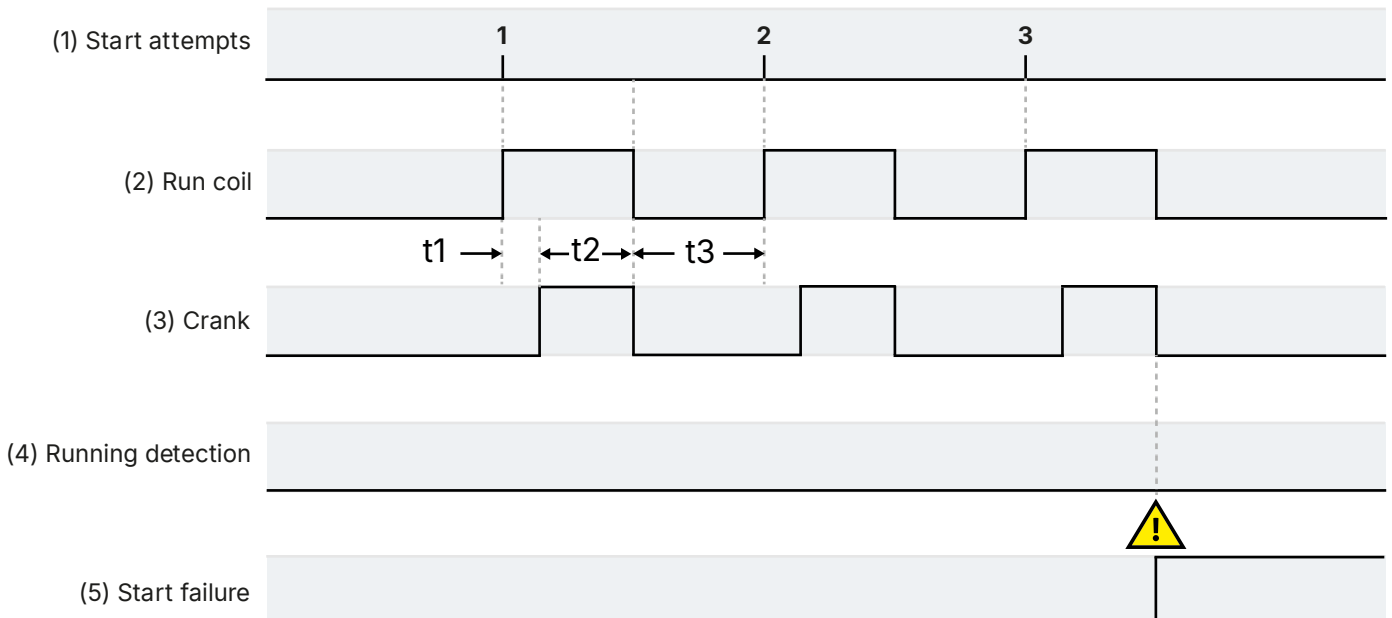 (1) Start attempts
1
2
3
(2) Run coil
t1
t2
t3
(3) Crank
(4) Running detection
!
(5) Start failure